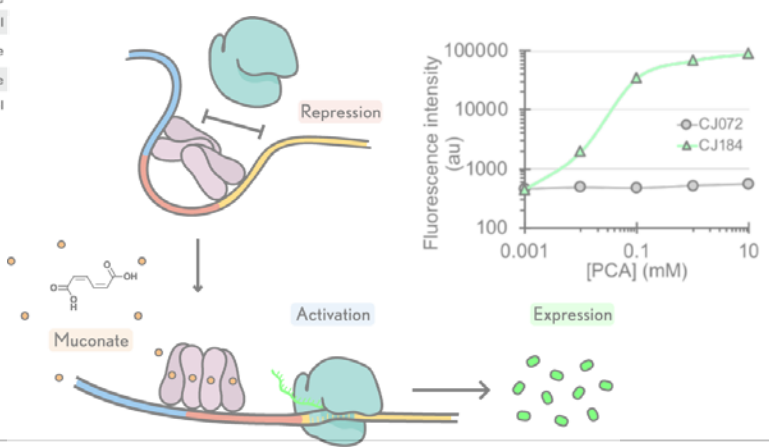 l
e
e
l
Repression
100000
10000
1000
100
Fluorescence intensity
(au)
CJ072
CJ184
0.001
0.1
10
[PCA] (mM)
O
OH
O
O
H
Muconate
Activation
Expression